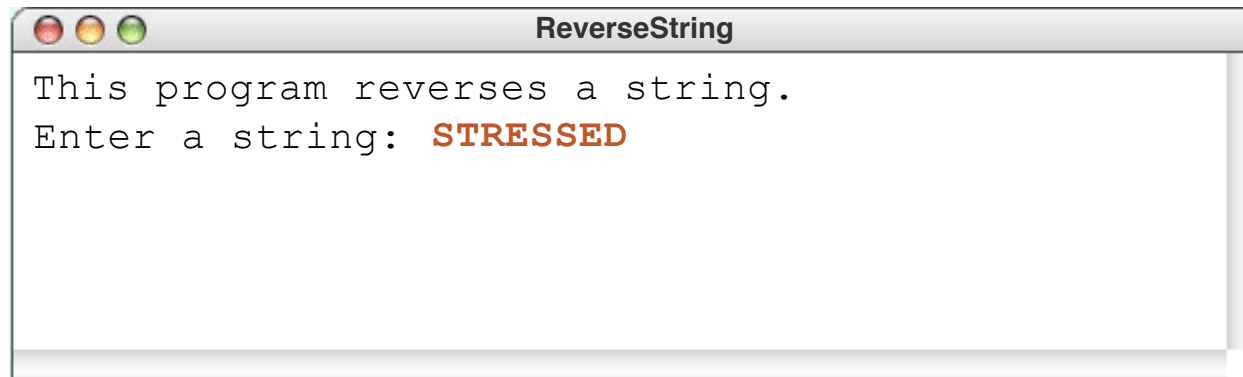 ReverseString
This program reverses a string.
Enter a string: STRESSED